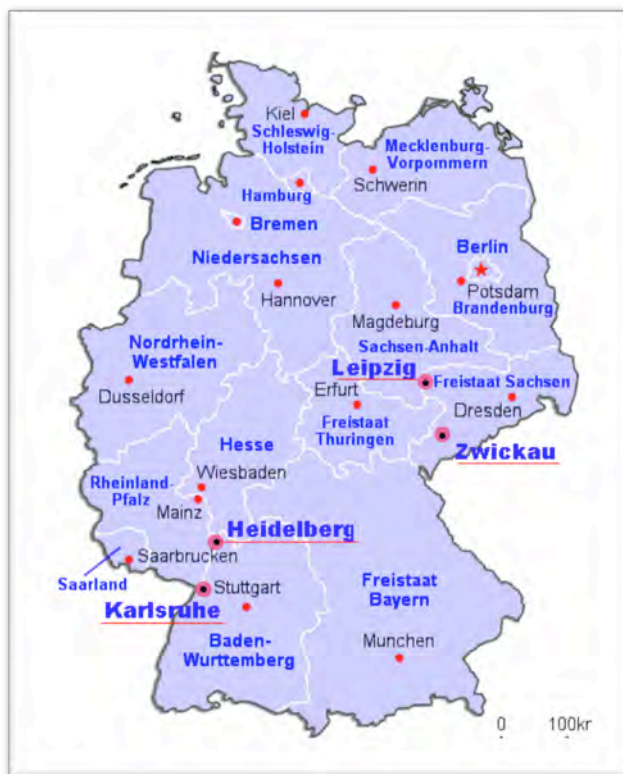 Kiel
Schleswig-
Holstein
Mecklenburg-
Vorpommern
Schwerin
Hamburg
Bremen
Niedersachsen
Hannover
Berlin
Potsdam
Brandenburg
Magdeburg
Sachsen-Anhalt
Nordrhein-
Westfalen
Dusseldorf
Leipzig
Freistaat Sachsen
Erfurt
Dresden
Freistaat
Thuringen
Zwickau
Hesse
Wiesbaden
Rheinland-
Pfalz
Mainz
Heidelberg
Saarbrucken
Saarland
Stuttgart
Karlsruhe
Freistaat
Bayern
Baden-
Wurttemberg
Munchen
0 100kr